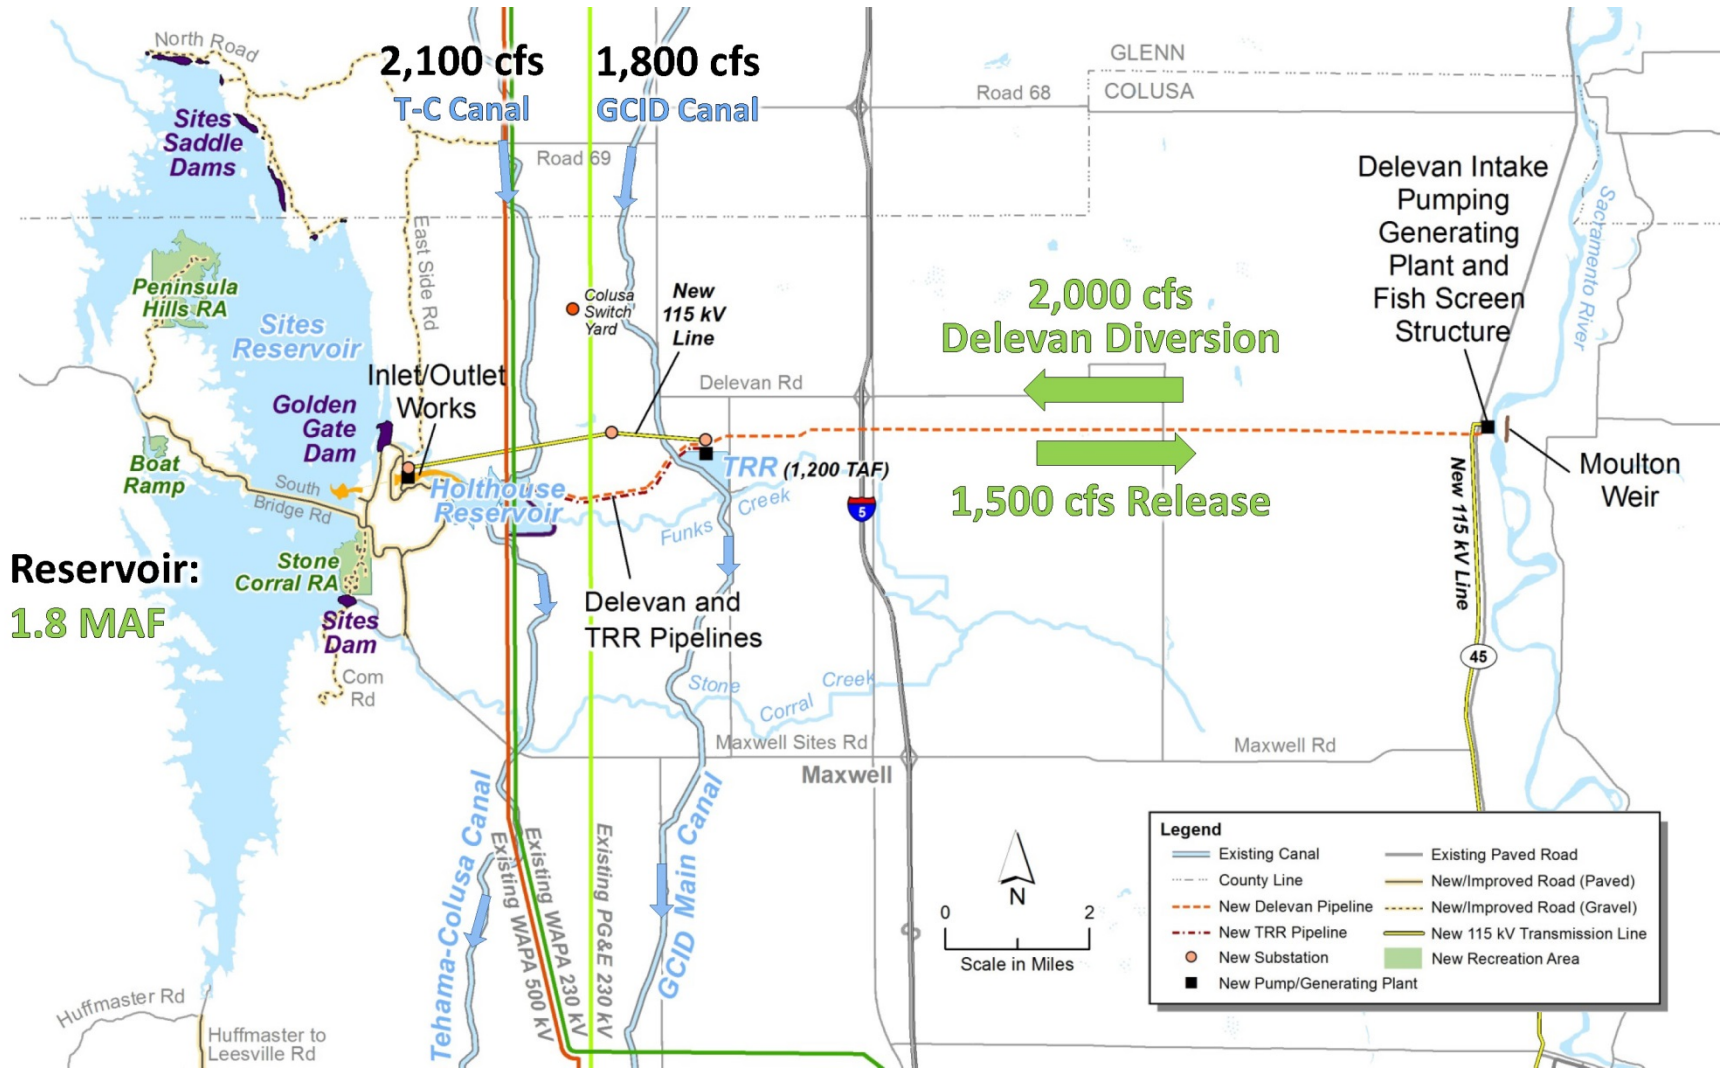 North Road
2,100 cfs
T-C Canal
1,800 cfs
GCID Canal
GLENN
COLUSA
Road 68
Road 69
Sites
Saddle
Dams
East Side Rd
Delevan Intake
Pumping
Generating
Plant and
Fish Screen
Structure
Sacramento River
Peninsula
Hills RA
Sites
Reservoir
Colusa
Switch
Yard
New
115 kV
Line
2,000 cfs
Delevan Diversion
Inlet/Outlet
Works
Delevan Rd
Golden
Gate
Dam
Boat
Ramp
South
Bridge Rd
Holthouse
Reservoir
TRR (1,200 TAF)
Funks Creek
5
1,500 cfs Release
New 115 kV Line
Moulton
Weir
Reservoir:
1.8 MAF
Stone
Corral RA
Sites
Dam
Com
Rd
Delevan and
TRR Pipelines
45
Stone Corral Creek
Maxwell Sites Rd
Maxwell Rd
Maxwell
Tehama-Colusa Canal
Existing WAPA 500 kV
Existing WAPA 230 kV
Existing PG&E 230 kV
GCID Main Canal
Huffmaster Rd
Huffmaster to
Leesville Rd
N
0 2
Scale in Miles
Legend
Existing Canal
County Line
New Delevan Pipeline
New TRR Pipeline
New Substation
New Pump/Generating Plant
Existing Paved Road
New/Improved Road (Paved)
New/Improved Road (Gravel)
New 115 kV Transmission Line
New Recreation Area